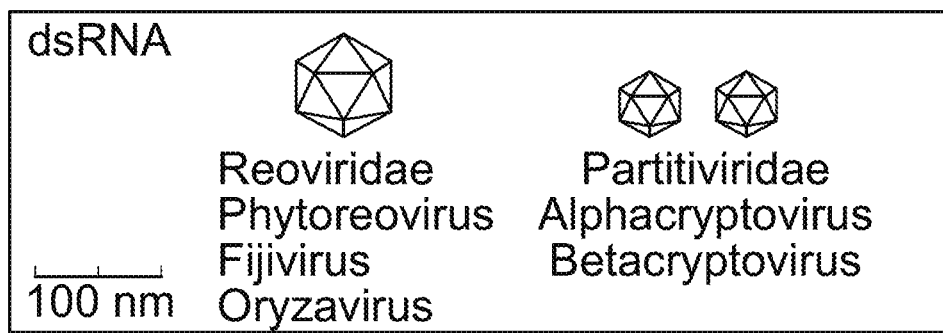 dsRNA
Reoviridae
Phytoreovirus
Fijivirus
Oryzavirus
Partitiviridae
Alphacryptovirus
Betacryptovirus
100 nm